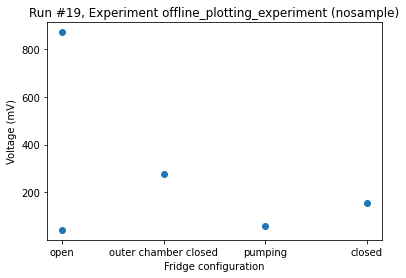 Run #19, Experiment offline_plotting_experiment (nosample)
800
600
400
200
Voltage (mV)
open outer chamber closed pumping closed
Fridge configuration